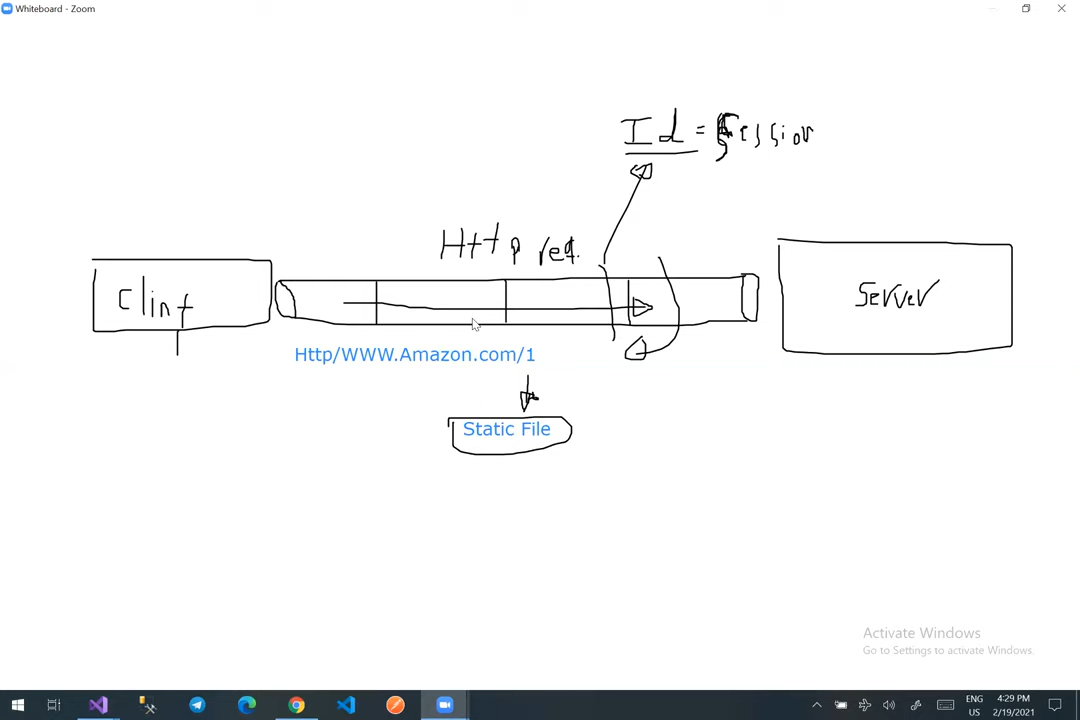 Whiteboard - Zoom
Id = Session
Http req.
Clint
Server
Http/WWW.Amazon.com/1
Static File
Activate Windows
Go to Settings to activate Windows.
ENG
US
4:29 PM
2/19/2021